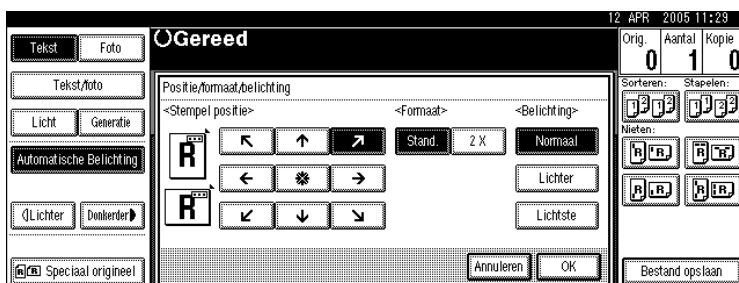 12 APR 2005 11:29
Tekst Foto
Gereed
Orig. Aantal Kopie
0 1 0
Tekst/foto
Positie/formaat/belichting
Sorteren: Stapelen:
<Stempel positie> <Formaat> <Belichting>
Licht Generatie
Stand. 2 X Normaal
Nieten:
Automatische Belichting
Lichter
Lichter Donkerder
Lichtste
Annuleren OK
Speciaal origineel
Bestand opslaan